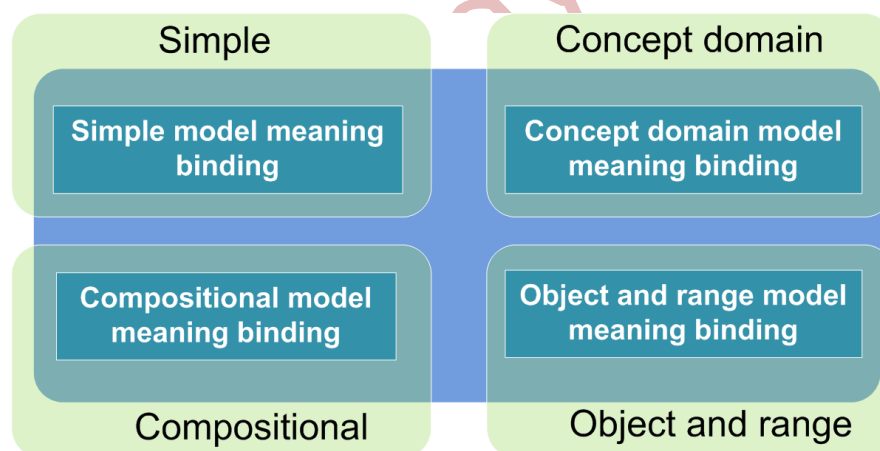 Simple
Concept domain
Simple model meaning
binding
Concept domain model
meaning binding
Compositional model
meaning binding
Object and range model
meaning binding
Compositional
Object and range